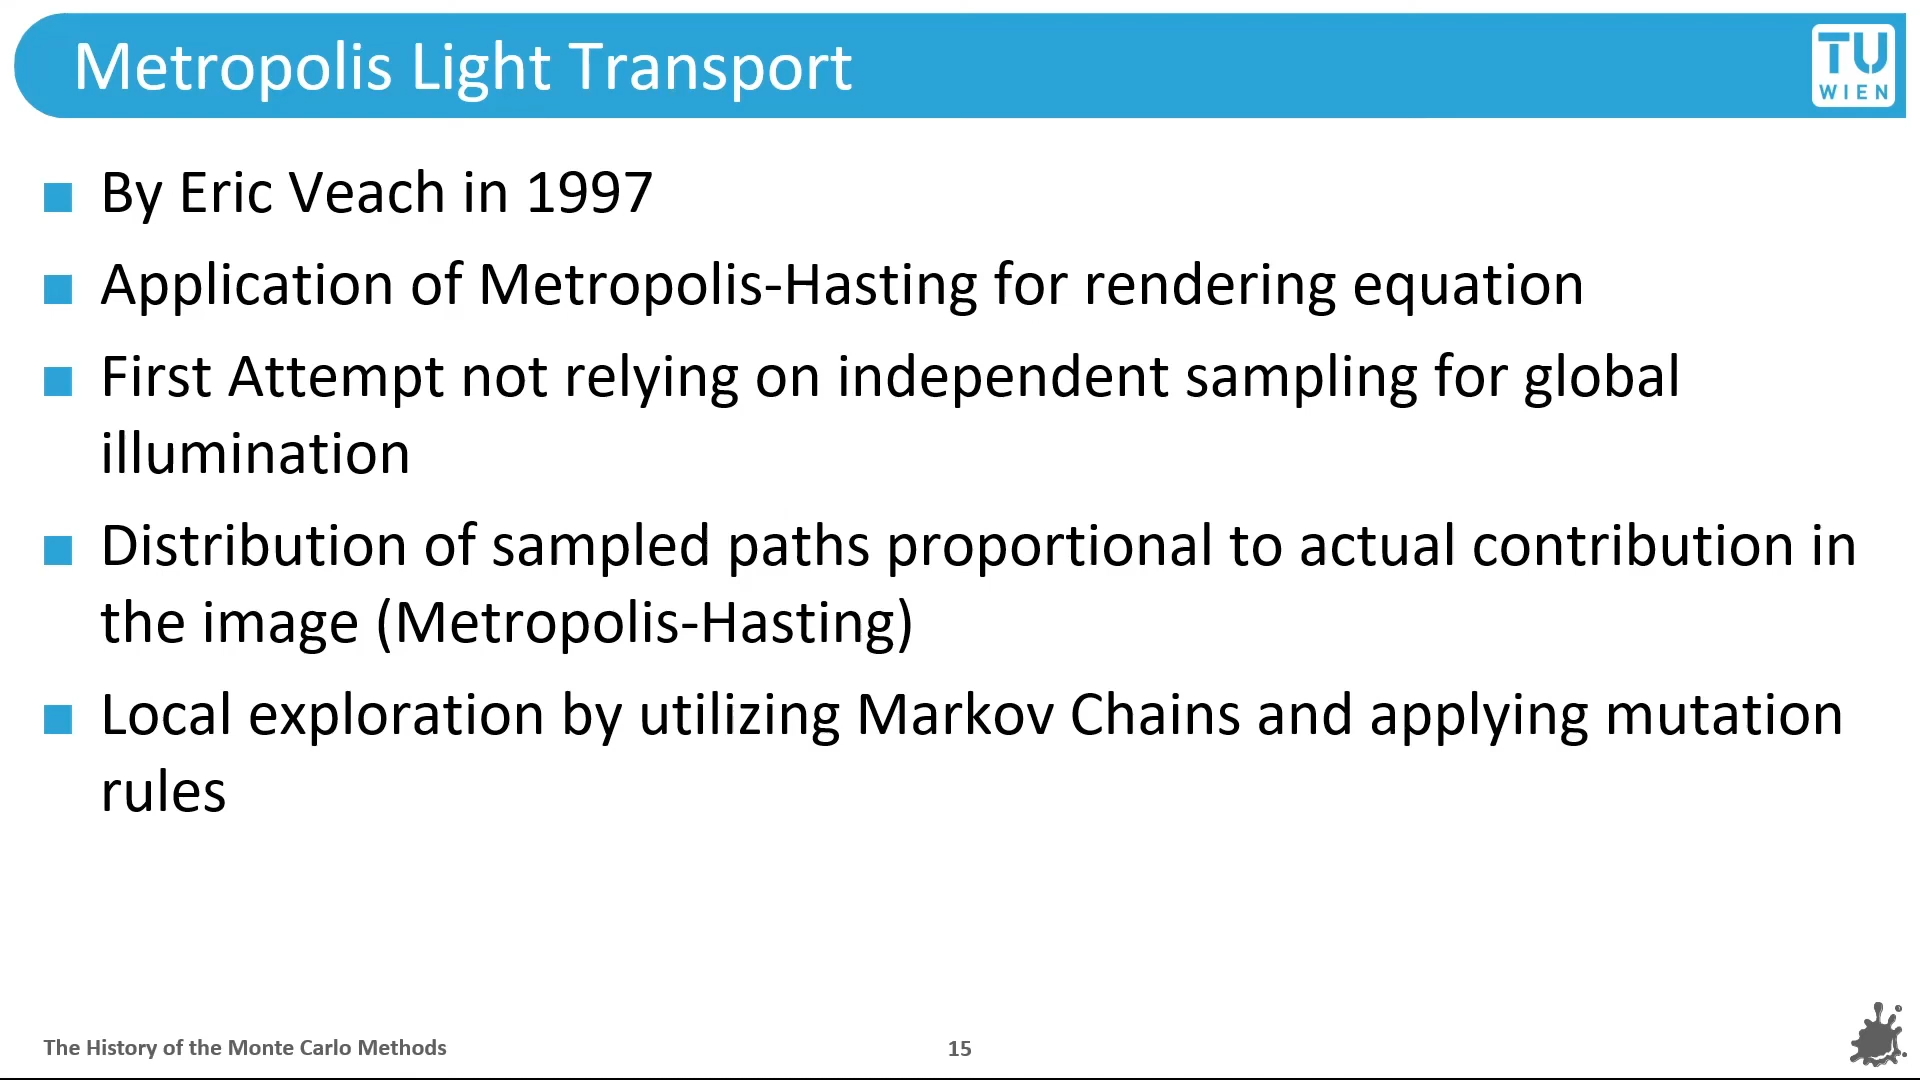 Metropolis Light Transport
TU
WIEN
By Eric Veach in 1997
Application of Metropolis-Hasting for rendering equation
First Attempt not relying on independent sampling for global
illumination
Distribution of sampled paths proportional to actual contribution in
the image (Metropolis-Hasting)
Local exploration by utilizing Markov Chains and applying mutation
rules
The History of the Monte Carlo Methods
15